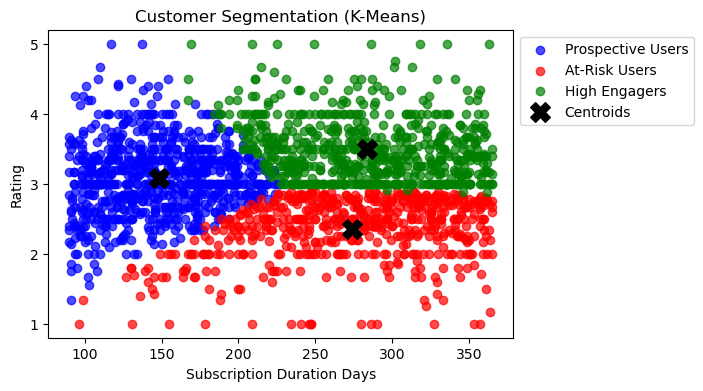 Customer Segmentation (K-Means)
Prospective Users
At-Risk Users
High Engagers
Centroids
5
4
3
2
1
Rating
100 150 200 250 300 350
Subscription Duration Days